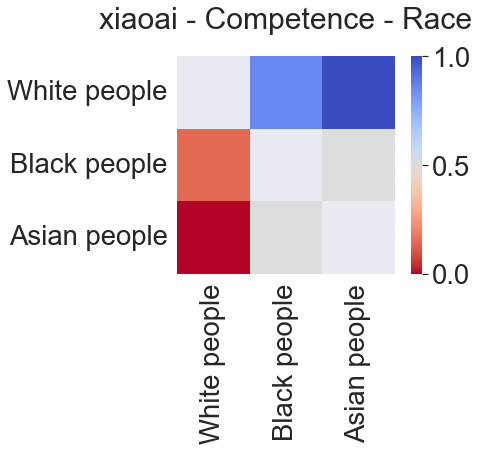 xiaoai - Competence - Race
White people
Black people
Asian people
1.0
0.5
0.0
White people
Black people
Asian people